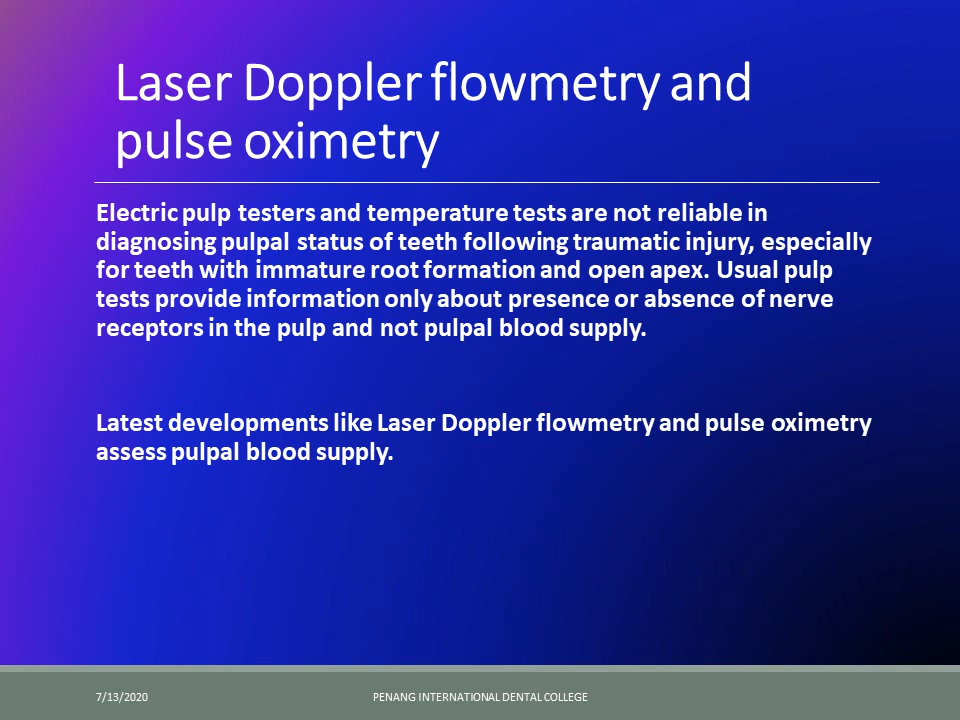 Laser Doppler flowmetry and
pulse oximetry
Electric pulp testers and temperature tests are not reliable in
diagnosing pulpal status of teeth following traumatic injury, especially
for teeth with immature root formation and open apex. Usual pulp
tests provide information only about presence or absence of nerve
receptors in the pulp and not pulpal blood supply.
Latest developments like Laser Doppler flowmetry and pulse oximetry
assess pulpal blood supply.
7/13/2020
PENANG INTERNATIONAL DENTAL COLLEGE